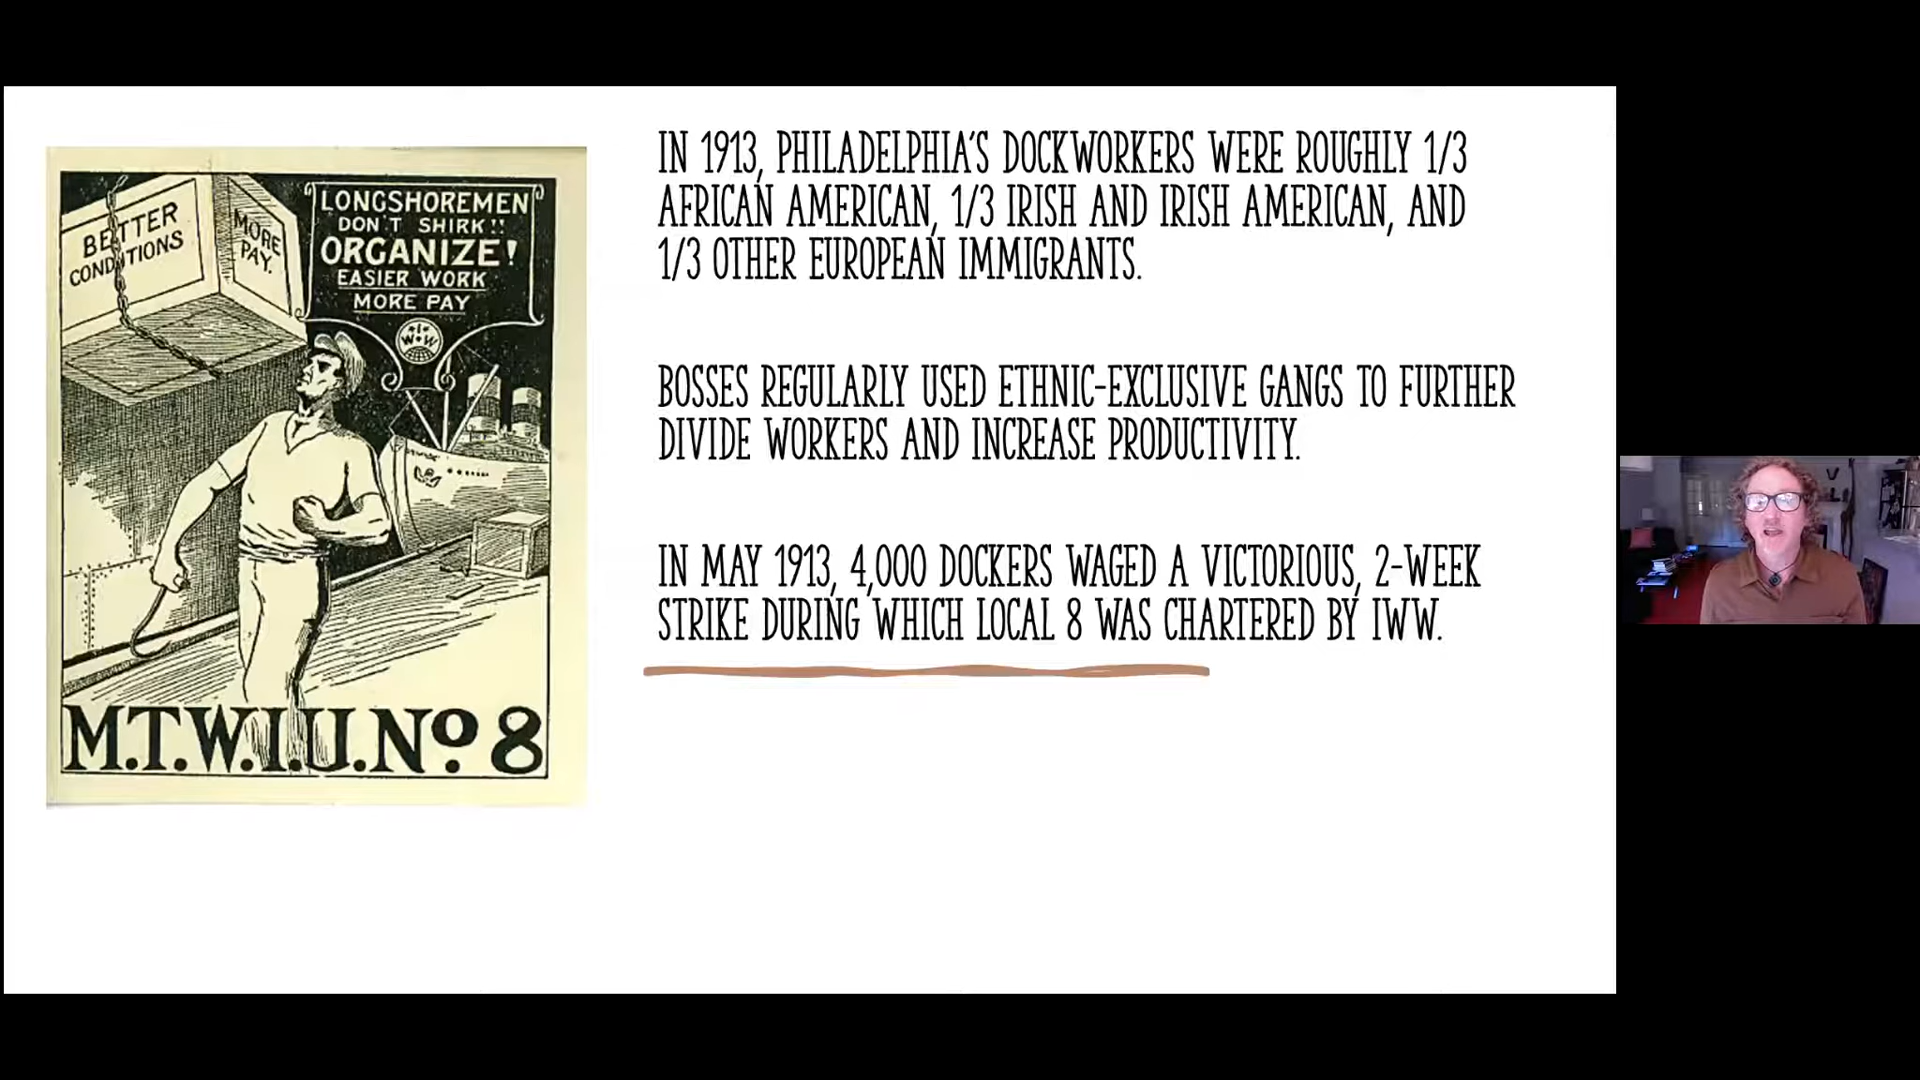 BETTER
CONDITIONS
MORE
PAY.
LONGSHOREMEN
DON'T SHIRK!!
ORGANIZE!
EASIER WORK
MORE PAY
I
W W
M.T.W.I.U. No. 8
IN 1913, PHILADELPHIA'S DOCKWORKERS WERE ROUGHLY 1/3
AFRICAN AMERICAN, 1/3 IRISH AND IRISH AMERICAN, AND
1/3 OTHER EUROPEAN IMMIGRANTS.
BOSSES REGULARLY USED ETHNIC-EXCLUSIVE GANGS TO FURTHER
DIVIDE WORKERS AND INCREASE PRODUCTIVITY.
IN MAY 1913, 4,000 DOCKERS WAGED A VICTORIOUS, 2-WEEK
STRIKE DURING WHICH LOCAL 8 WAS CHARTERED BY IWW.